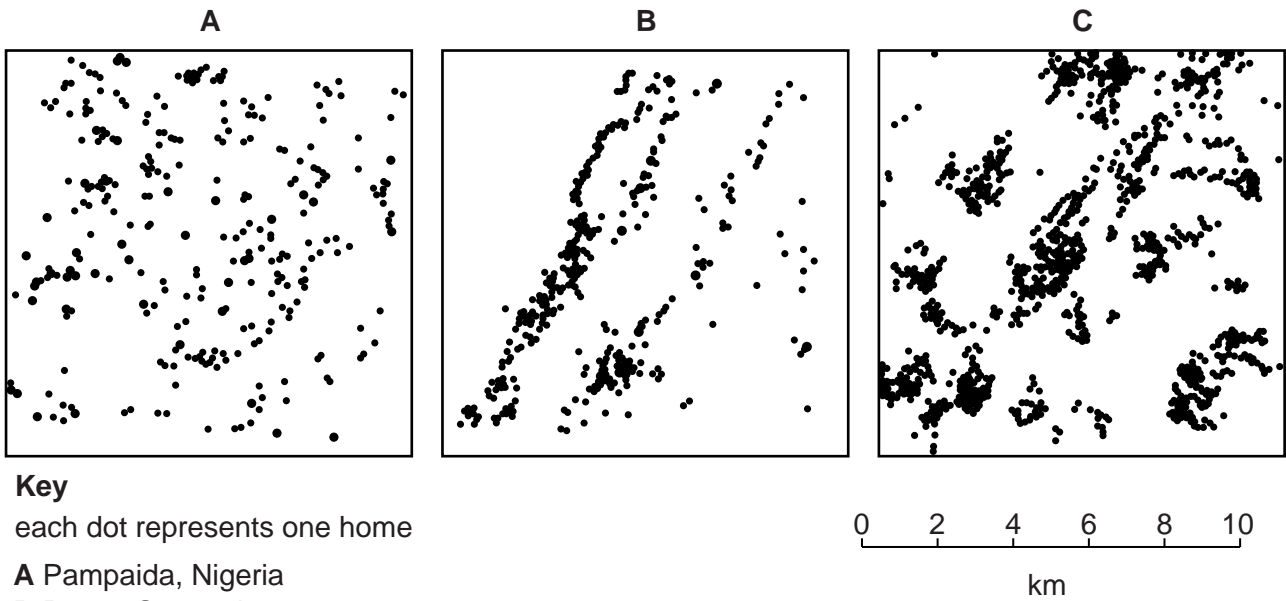 A B C
Key
each dot represents one home
0 2 4 6 8 10
km
A Pampaida, Nigeria